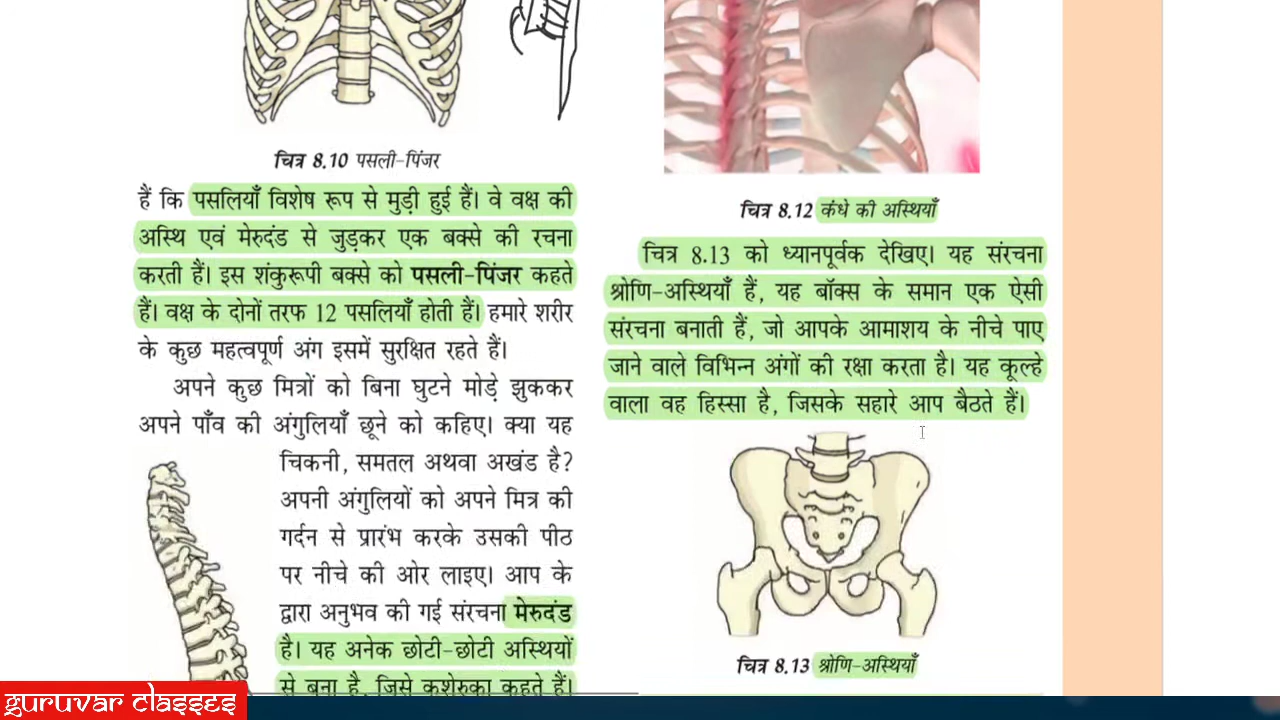 चित्र 8.10 पसली-पिंजर
हैं कि पसलियाँ विशेष रूप से मुड़ी हुई हैं। वे वक्ष की
अस्थि एवं मेरुदंड से जुड़कर एक बक्से की रचना
करती हैं। इस शंकुरूपी बक्से को पसली-पिंजर कहते
हैं। वक्ष के दोनों तरफ 12 पसलियाँ होती हैं। हमारे शरीर
के कुछ महत्वपूर्ण अंग इसमें सुरक्षित रहते हैं।
अपने कुछ मित्रों को बिना घुटने मोड़े झुककर
अपने पाँव की अंगुलियाँ छूने को कहिए। क्या यह
चिकनी, समतल अथवा अखंड है?
अपनी अंगुलियों को अपने मित्र की
गर्दन से प्रारंभ करके उसकी पीठ
पर नीचे की ओर लाइए। आप के
द्वारा अनुभव की गई संरचना मेरुदंड
है। यह अनेक छोटी-छोटी अस्थियों
से बना है, जिसे कशेरुका कहते हैं।
चित्र 8.12 कंधे की अस्थियाँ
चित्र 8.13 को ध्यानपूर्वक देखिए। यह संरचना
श्रोणि-अस्थियाँ हैं, यह बॉक्स के समान एक ऐसी
संरचना बनाती हैं, जो आपके आमाशय के नीचे पाए
जाने वाले विभिन्न अंगों की रक्षा करता है। यह कूल्हे
वाला वह हिस्सा है, जिसके सहारे आप बैठते हैं।
चित्र 8.13 श्रोणि-अस्थियाँ
guruvar classes